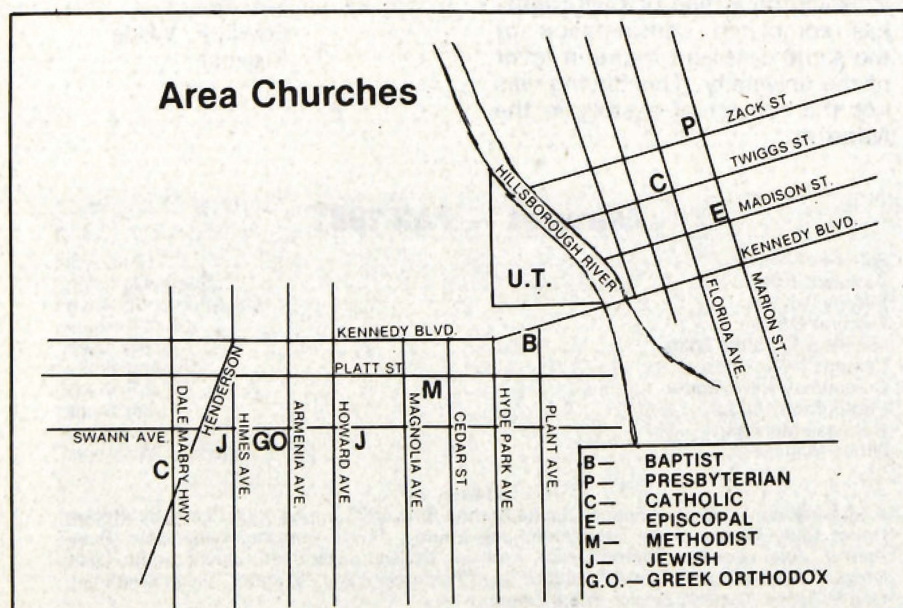 Area Churches
P
ZACK ST
TWIGGS ST.
C
MADISON ST.
E
KENNEDY BLVD.
HILLSBOROUGH RIVER
U.T.
FLORIDA AVE
MARION ST.
KENNEDY BLVD.
B
HENDERSON
PLATT ST
M
DALE MABRY HWY
SWANN AVE.
J
GO
J
C
HIMES AVE.
ARMENIA AVE.
HOWARD AVE
MAGNOLIA AVE.
CEDAR ST.
HYDE PARK AVE.
PLANT AVE.
B— BAPTIST
P— PRESBYTERIAN
C— CATHOLIC
E— EPISCOPAL
M— METHODIST
J— JEWISH
G.O.— GREEK ORTHODOX